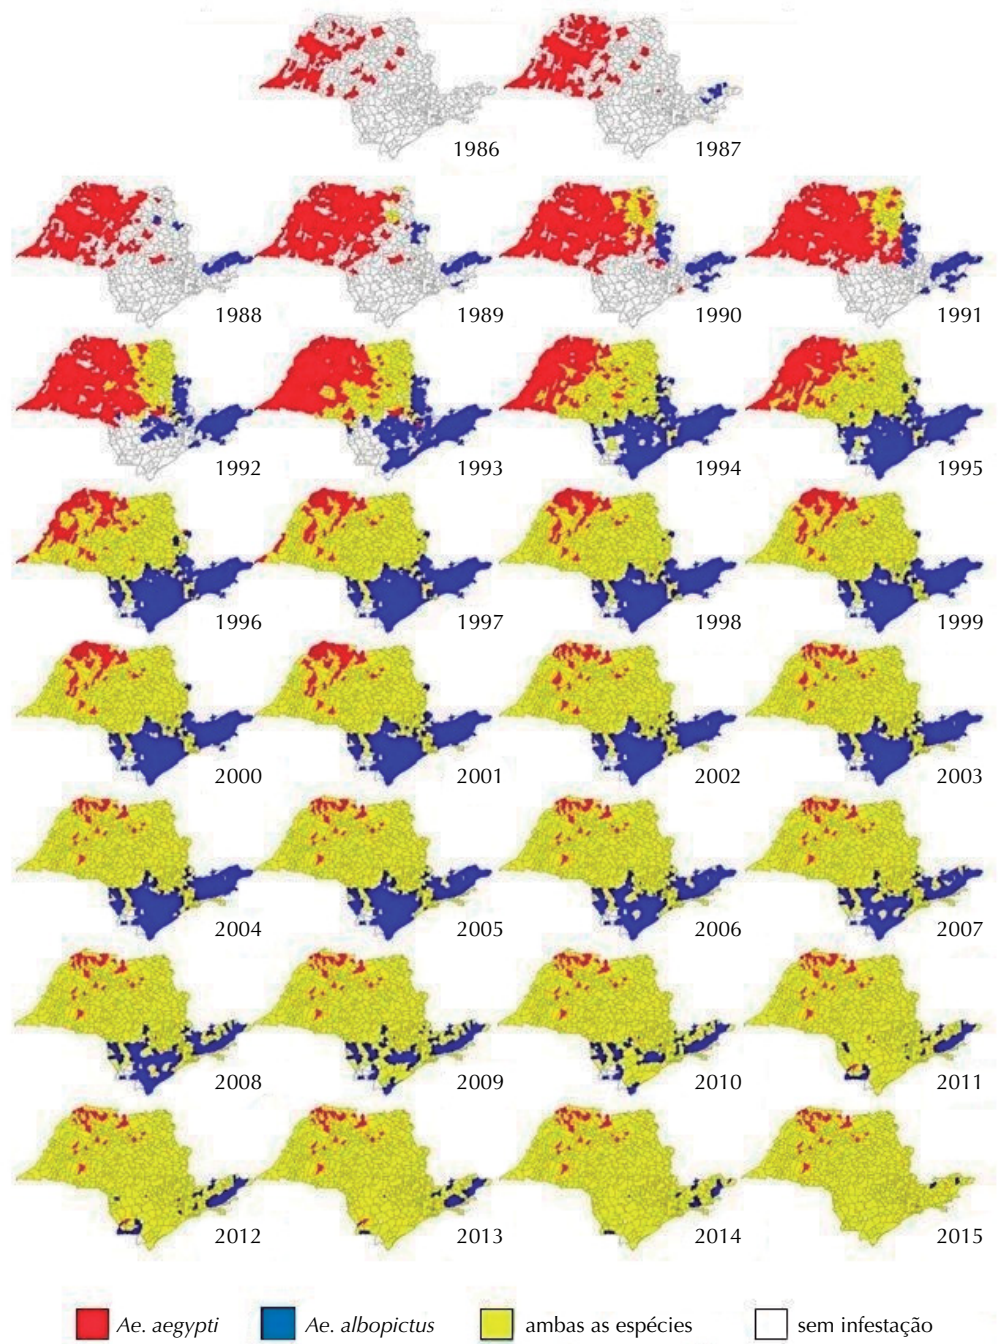 1986 1987
1988 1989 1990 1991
1992 1993 1994 1995
1996 1997 1998 1999
2000 2001 2002 2003
2004 2005 2006 2007
2008 2009 2010 2011
2012 2013 2014 2015
Ae. aegypti Ae. albopictus ambas as espécies sem infestação